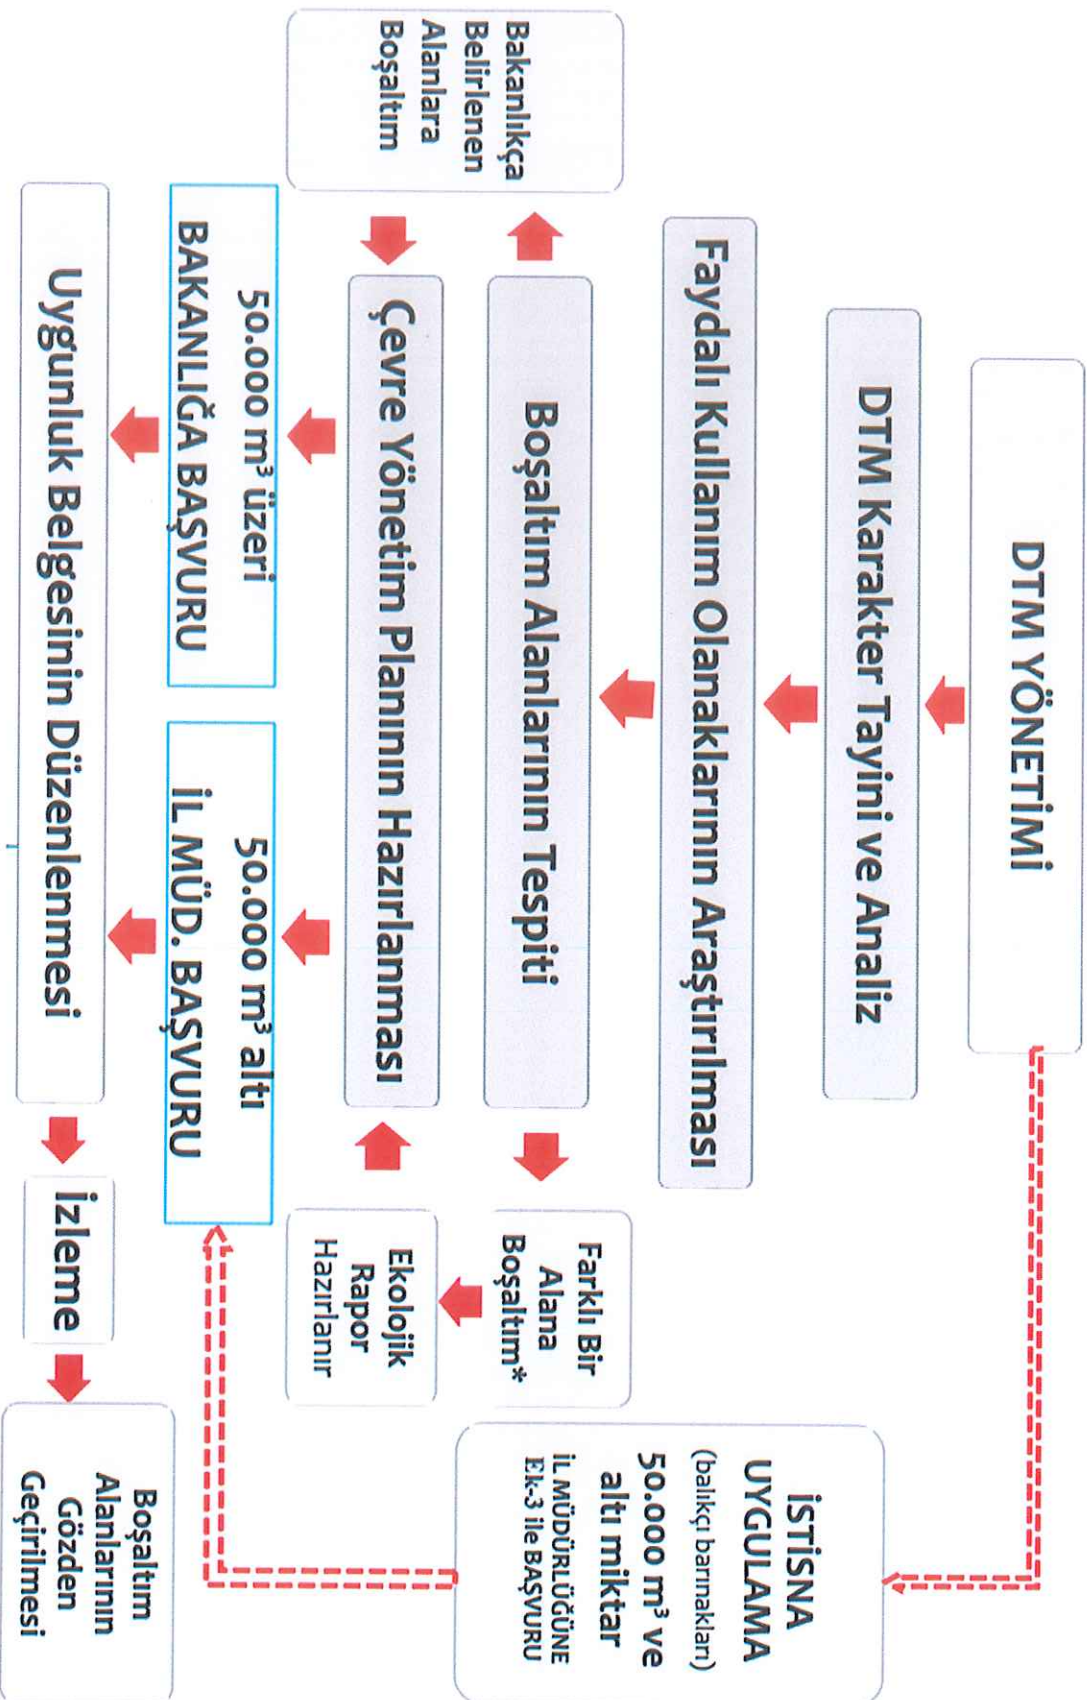 DTM YÖNETİMİ
DTM Karakter Tayini ve Analiz
Faydalı Kullanım Olanaklarının Araştırılması
Boşaltım Alanlarının Tespiti
Bakanlıkça
Belirlenen
Alanlara
Boşaltım
Farklı Bir
Alana
Boşaltım*
Ekolojik
Rapor
Hazırlanır
İSTİSNA
UYGULAMA
(balıkçı barınakları)
50.000 m³ ve
altı miktar
İL MÜDÜRLÜĞÜNE
Ek-3 ile BAŞVURU
Çevre Yönetim Planının Hazırlanması
50.000 m³ üzeri
BAKANLIĞA BAŞVURU
50.000 m³ altı
İL MÜD. BAŞVURU
Uygunluk Belgesinin Düzenlenmesi
İzleme
Boşaltım
Alanlarının
Gözden
Geçirilmesi